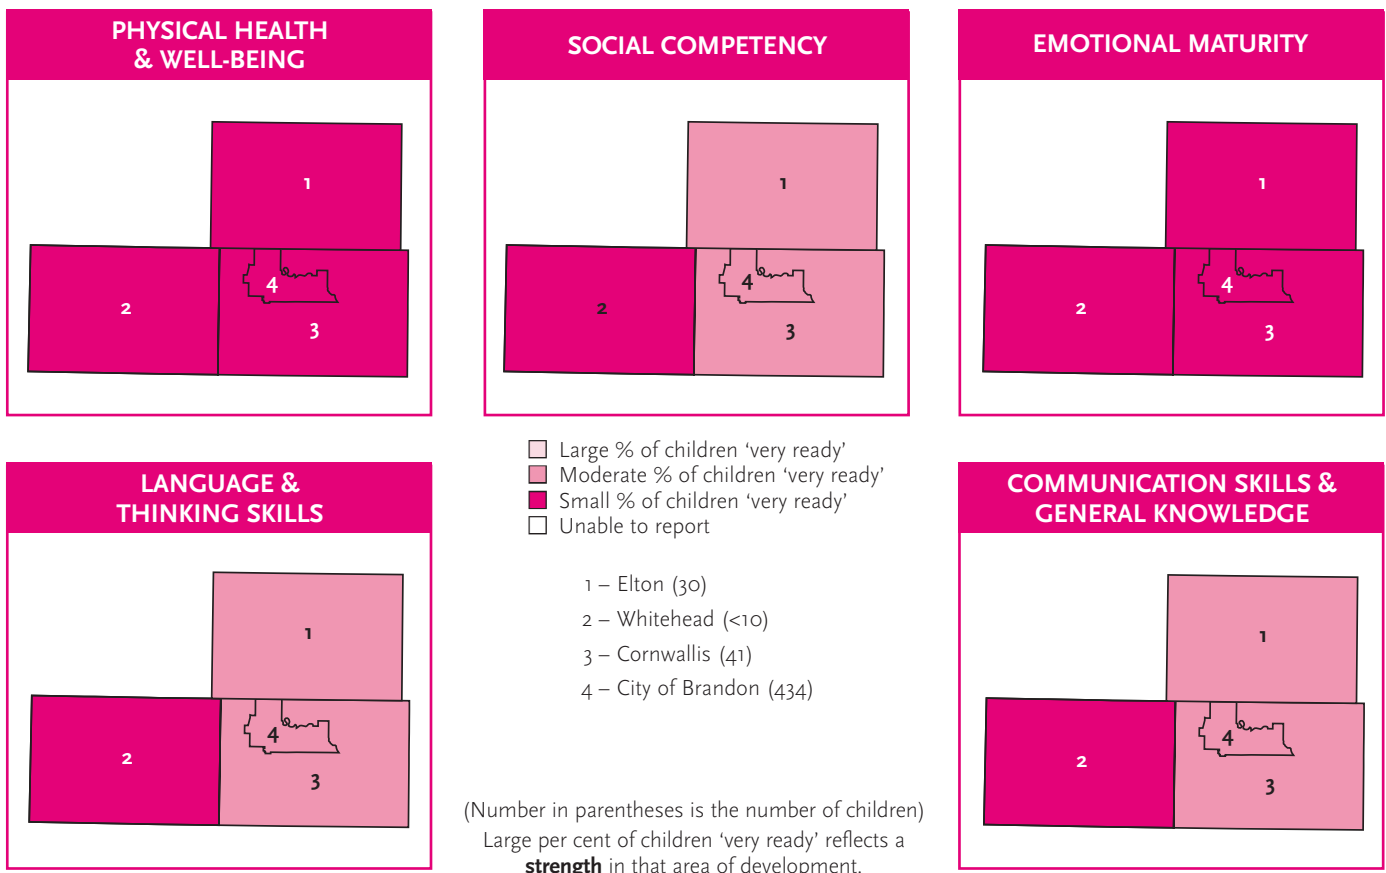 PHYSICAL HEALTH
& WELL-BEING
1
2
4
3
SOCIAL COMPETENCY
1
2
4
3
EMOTIONAL MATURITY
1
2
4
3
LANGUAGE &
THINKING SKILLS
1
2
4
3
Large % of children ‘very ready’
Moderate % of children ‘very ready’
Small % of children ‘very ready’
Unable to report
1 – Elton (30)
2 – Whitehead (<10)
3 – Cornwallis (41)
4 – City of Brandon (434)
(Number in parentheses is the number of children)
Large per cent of children ‘very ready’ reflects a
strength in that area of development.
COMMUNICATION SKILLS &
GENERAL KNOWLEDGE
1
2
4
3